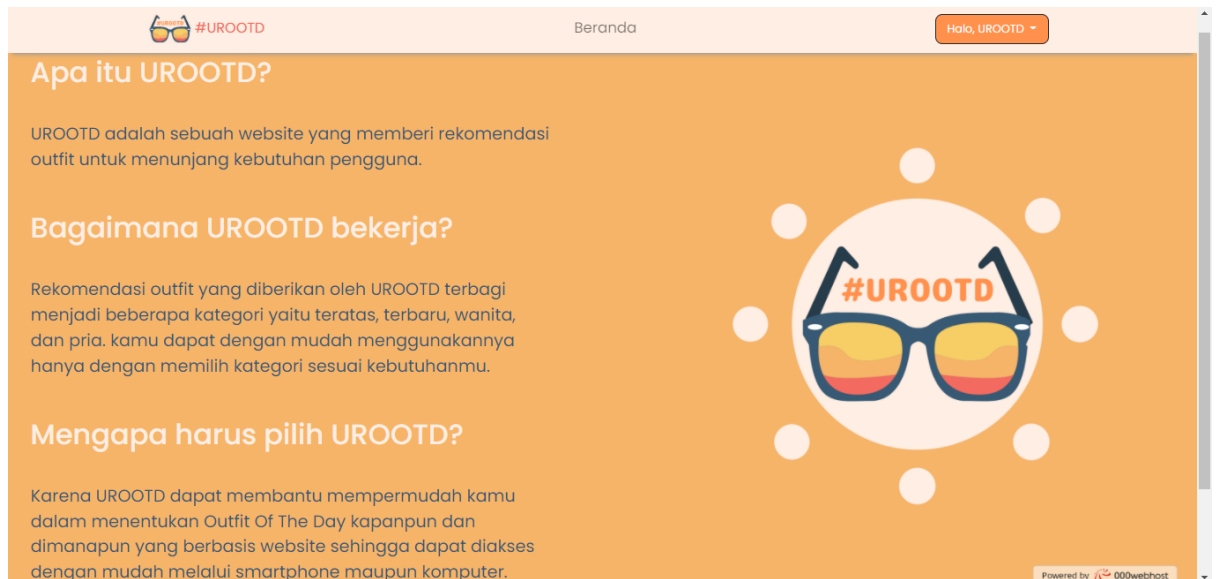 #UROOTD
#UROOTD
Beranda
Halo, UROOTD
Apa itu UROOTD?
UROOTD adalah sebuah website yang memberi rekomendasi
outfit untuk menunjang kebutuhan pengguna.
Bagaimana UROOTD bekerja?
Rekomendasi outfit yang diberikan oleh UROOTD terbagi
menjadi beberapa kategori yaitu teratas, terbaru, wanita,
dan pria. kamu dapat dengan mudah menggunakannya
hanya dengan memilih kategori sesuai kebutuhanmu.
Mengapa harus pilih UROOTD?
Karena UROOTD dapat membantu mempermudah kamu
dalam menentukan Outfit Of The Day kapanpun dan
dimanapun yang berbasis website sehingga dapat diakses
dengan mudah melalui smartphone maupun komputer.
#UROOTD
Powered by 000webhost